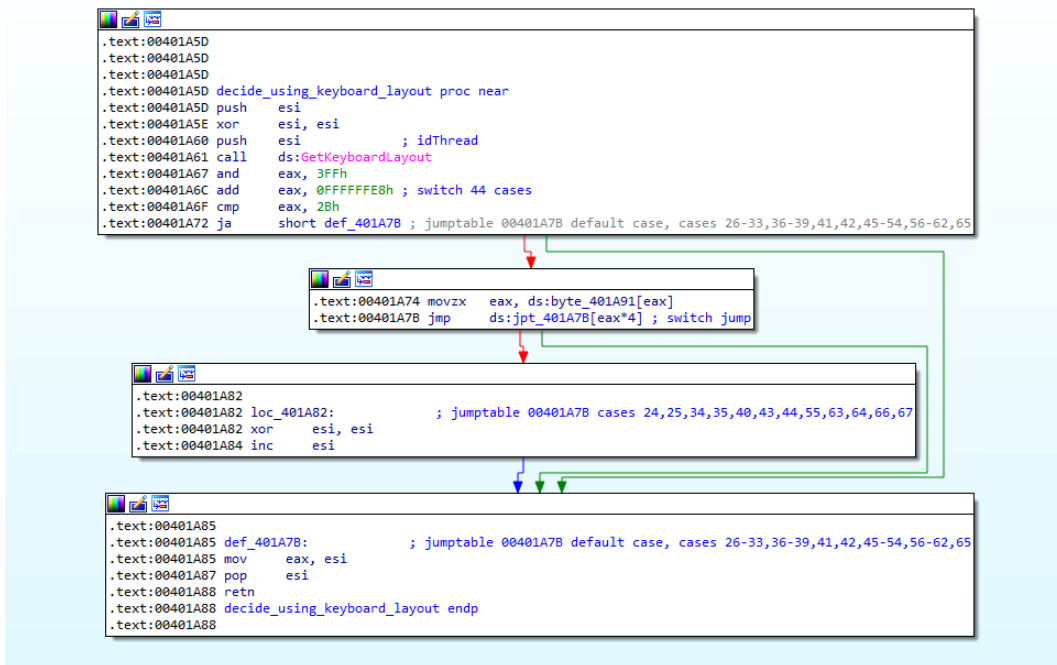 .text:00401A5D
.text:00401A5D
.text:00401A5D
.text:00401A5D decide_using_keyboard_layout proc near
.text:00401A5D push    esi
.text:00401A5E xor     esi, esi
.text:00401A60 push    esi             ; idThread
.text:00401A61 call    ds:GetKeyboardLayout
.text:00401A67 and     eax, 3FFh
.text:00401A6C add     eax, 0FFFFFFE8h ; switch 44 cases
.text:00401A6F cmp     eax, 2Bh
.text:00401A72 ja      short def_401A7B ; jumptable 00401A7B default case, cases 26-33,36-39,41,42,45-54,56-62,65
.text:00401A74 movzx   eax, ds:byte_401A91[eax]
.text:00401A7B jmp     ds:jpt_401A7B[eax*4] ; switch jump
.text:00401A82
.text:00401A82 loc_401A82:             ; jumptable 00401A7B cases 24,25,34,35,40,43,44,55,63,64,66,67
.text:00401A82 xor     esi, esi
.text:00401A84 inc     esi
.text:00401A85
.text:00401A85 def_401A7B:             ; jumptable 00401A7B default case, cases 26-33,36-39,41,42,45-54,56-62,65
.text:00401A85 mov     eax, esi
.text:00401A87 pop     esi
.text:00401A88 retn
.text:00401A88 decide_using_keyboard_layout endp
.text:00401A88